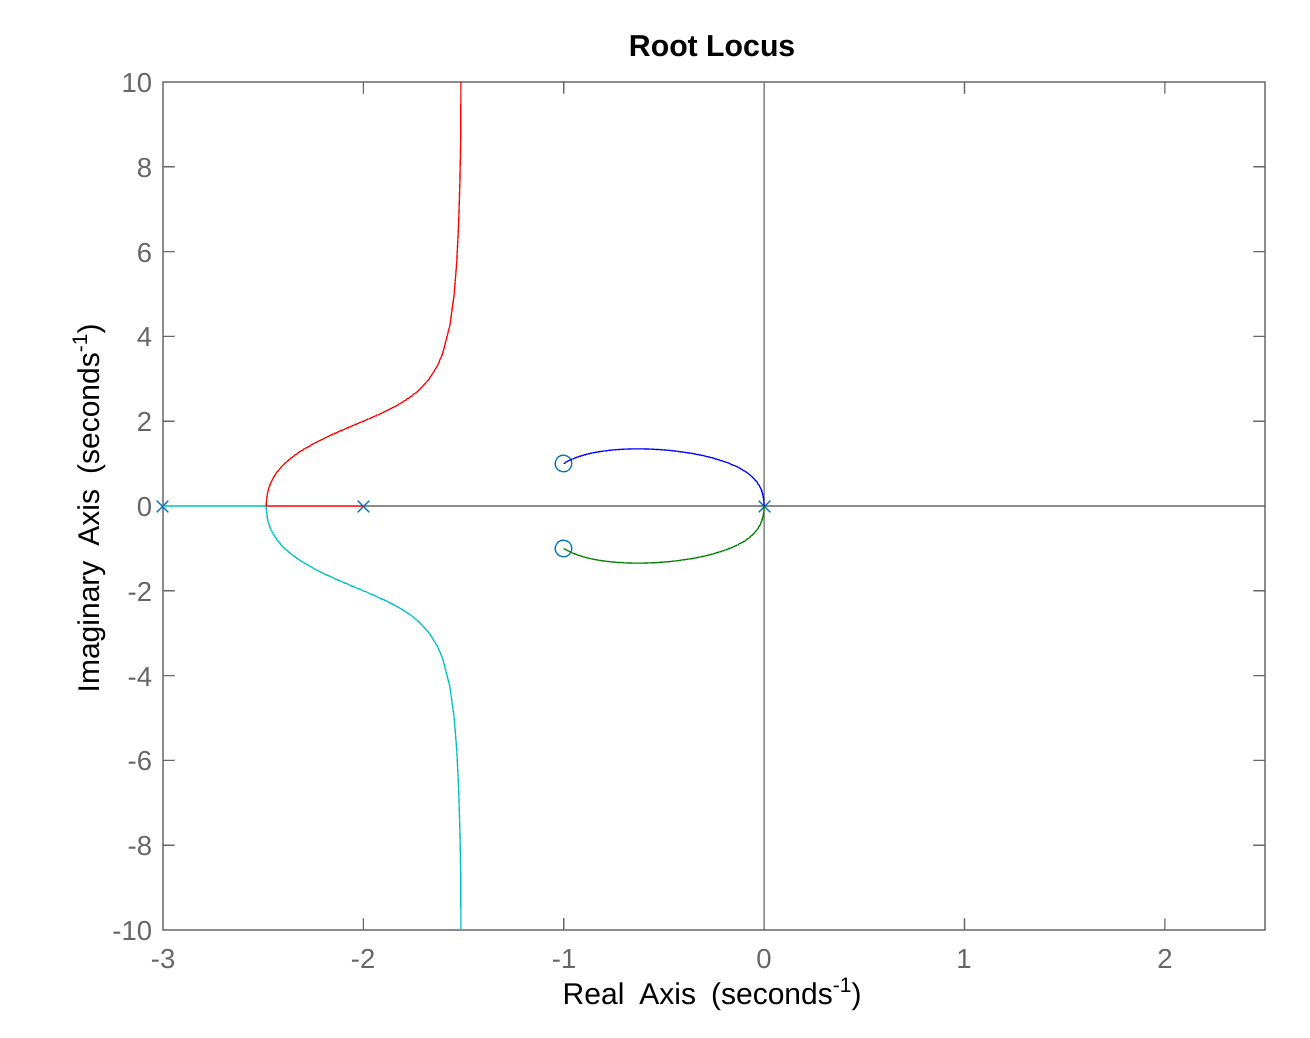 Root Locus
10
8
6
4
2
0
-2
-4
-6
-8
-10
Imaginary Axis (seconds-1)
-3 -2 -1 0 1 2
Real Axis (seconds-1)